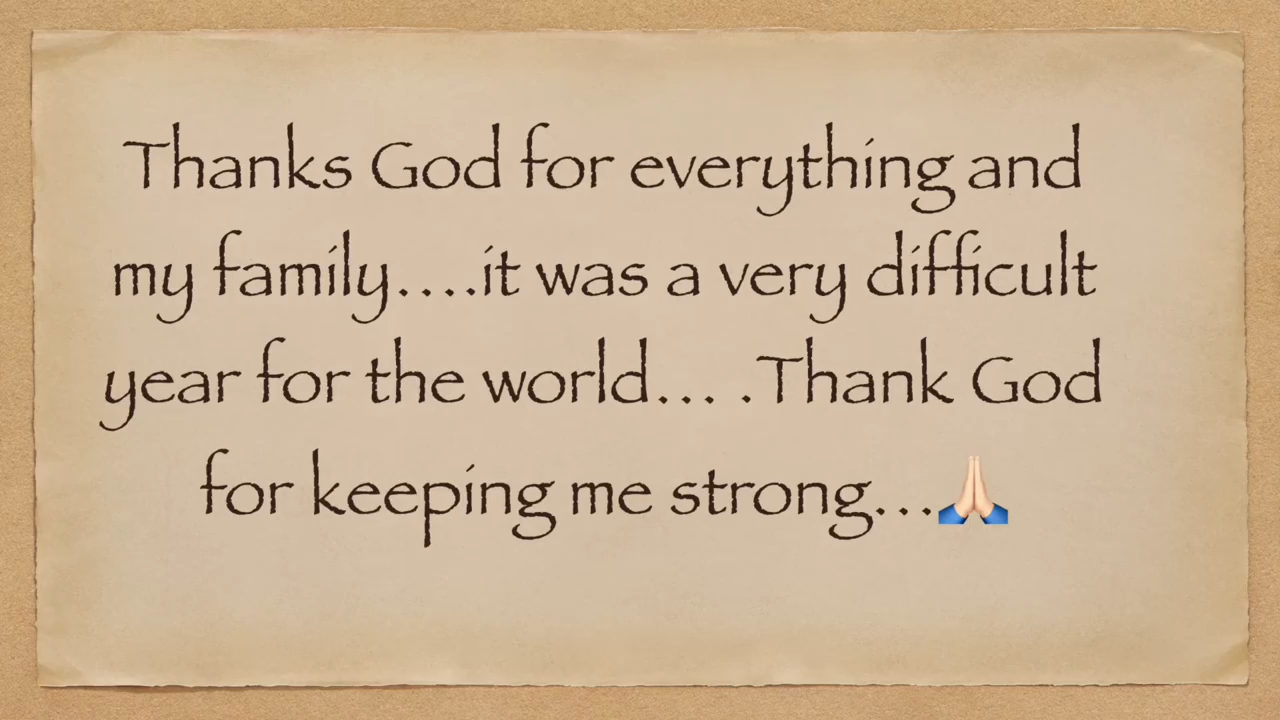 Thanks God for everything and
my family....it was a very difficult
year for the world... .Thank God
for keeping me strong...🙏🏻